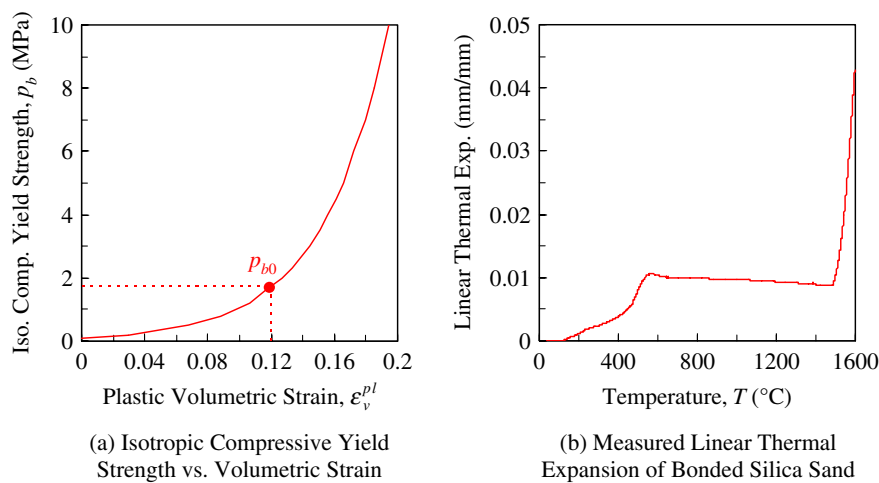 Iso. Comp. Yield Strength, p_b (MPa)
10
8
6
4
2
0
p_{b0}
0
0.04
0.08
0.12
0.16
0.2
Plastic Volumetric Strain, ε_v^{pl}
(a) Isotropic Compressive Yield
Strength vs. Volumetric Strain
Linear Thermal Exp. (mm/mm)
0.05
0.04
0.03
0.02
0.01
0
0
400
800
1200
1600
Temperature, T (°C)
(b) Measured Linear Thermal
Expansion of Bonded Silica Sand